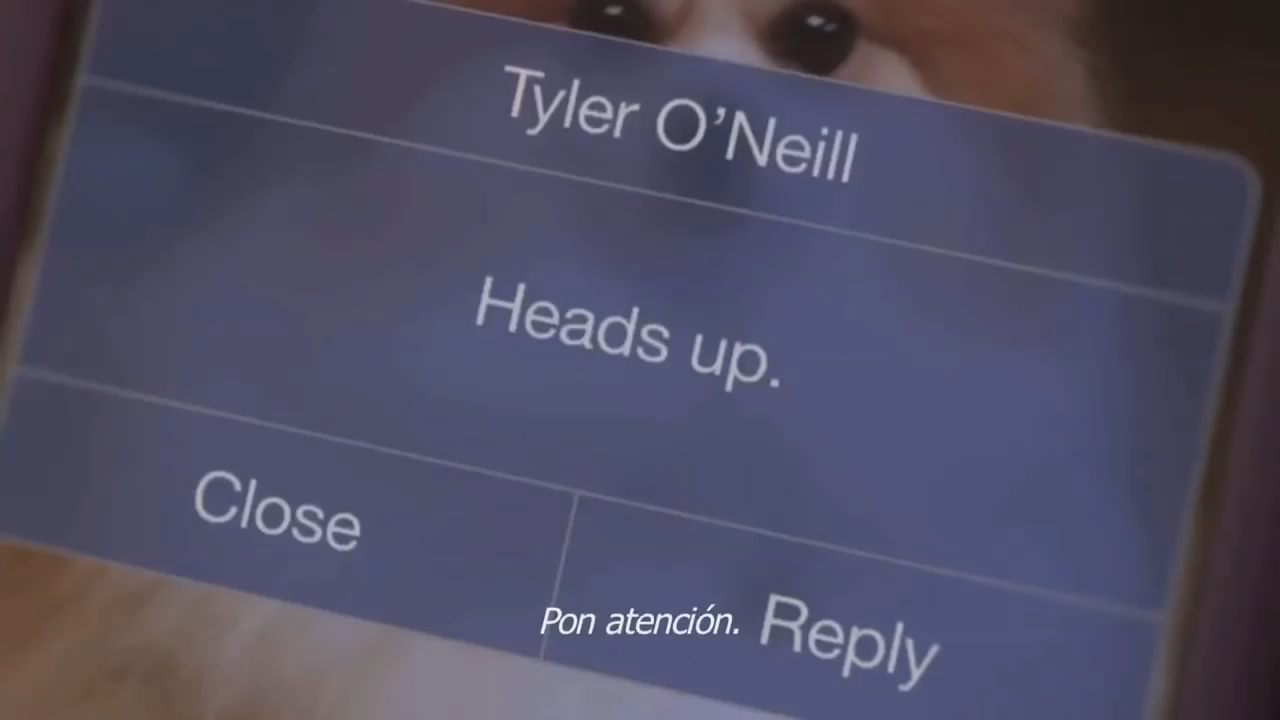 Tyler O'Neill
Heads up.
Close
Reply
Pon atención.